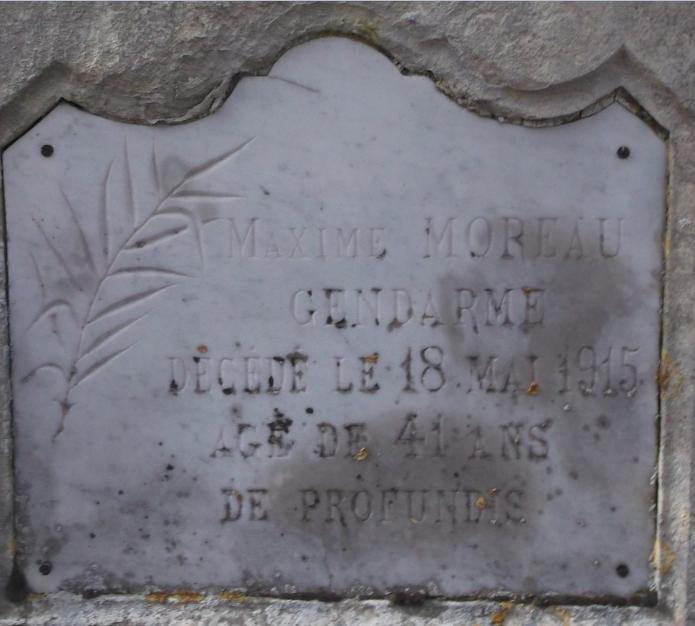 MAXIME MOREAU
GENDARME
DÉCÉDÉ LE 18 MAI 1915
AGÉ DE 41 ANS
DE PROFUNDIS